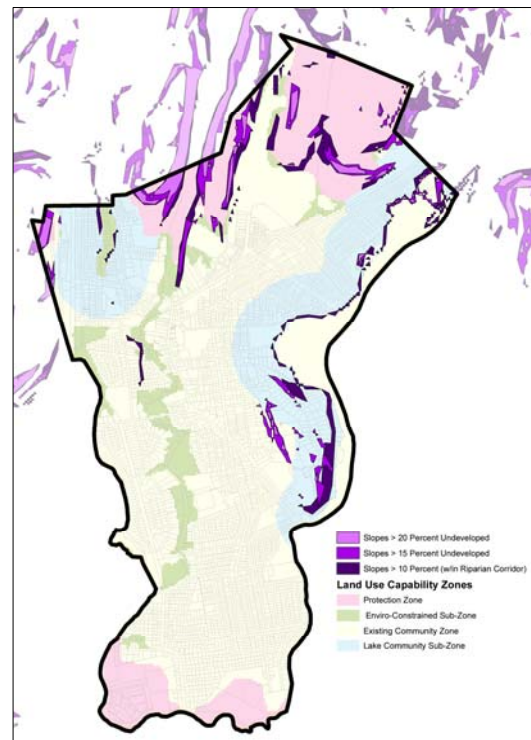 Slopes > 20 Percent Undeveloped
Slopes > 15 Percent Undeveloped
Slopes > 10 Percent (w/in Riparian Corridor)
Land Use Capability Zones
Protection Zone
Enviro-Constrained Sub-Zone
Existing Community Zone
Lake Community Sub-Zone